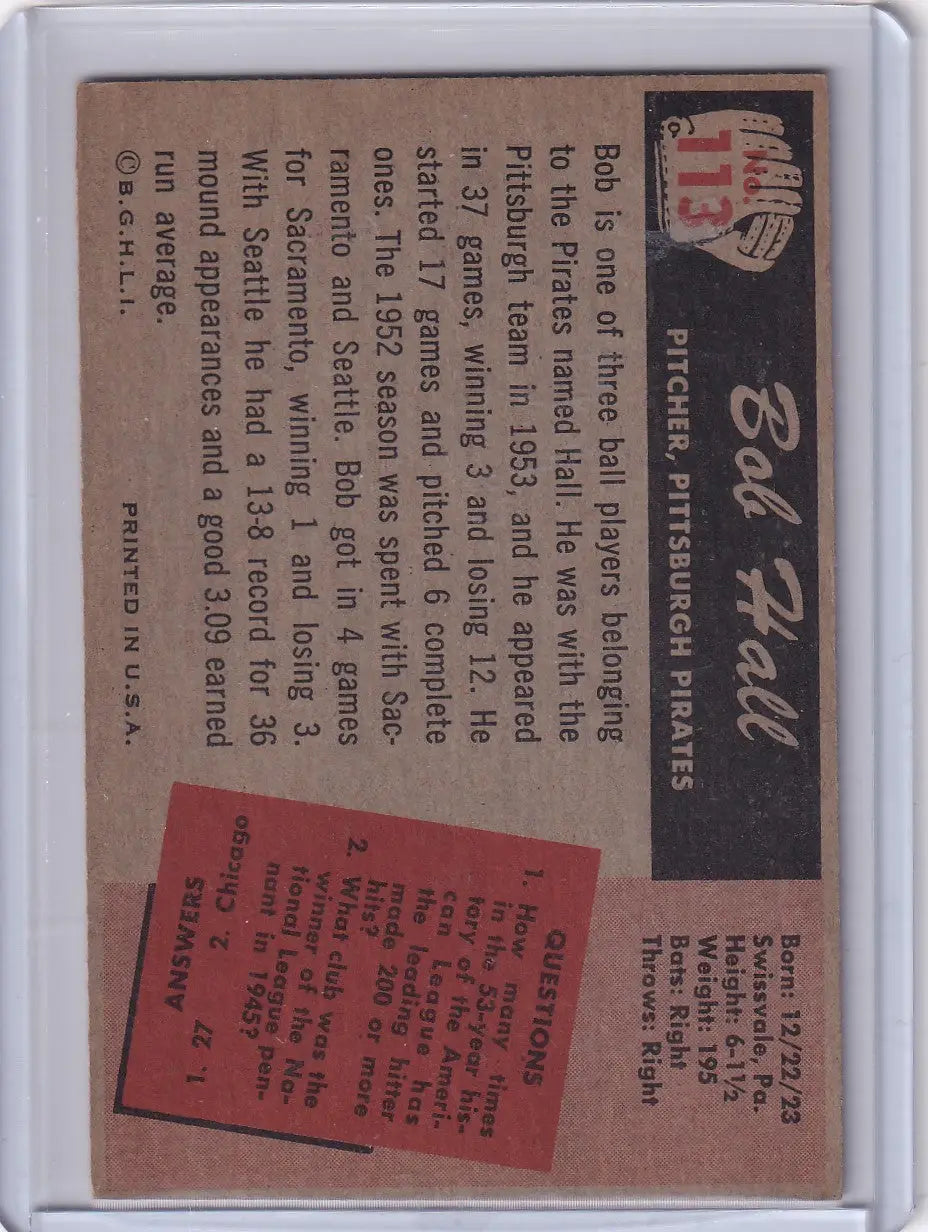 No.
113
Bob Hall
PITCHER, PITTSBURGH PIRATES
Born: 12/22/23
Swissvale, Pa.
Height: 6-1½
Weight: 195
Bats: Right
Throws: Right
Bob is one of three ball players belonging
to the Pirates named Hall. He was with the
Pittsburgh team in 1953, and he appeared
in 37 games, winning 3 and losing 12. He
started 17 games and pitched 6 complete
ones. The 1952 season was spent with Sac-
ramento and Seattle. Bob got in 4 games
for Sacramento, winning 1 and losing 3.
With Seattle he had a 13-8 record for 36
mound appearances and a good 3.09 earned
run average.
©B.G.H.L.I.
PRINTED IN U.S.A.
QUESTIONS
1. How many times
in the 53-year his-
tory of the Ameri-
can League has
the leading hitter
made 200 or more
hits?
2. What club was the
winner of the Na-
tional League pen-
nant in 1945?
ANSWERS
1. 27 2. Chicago